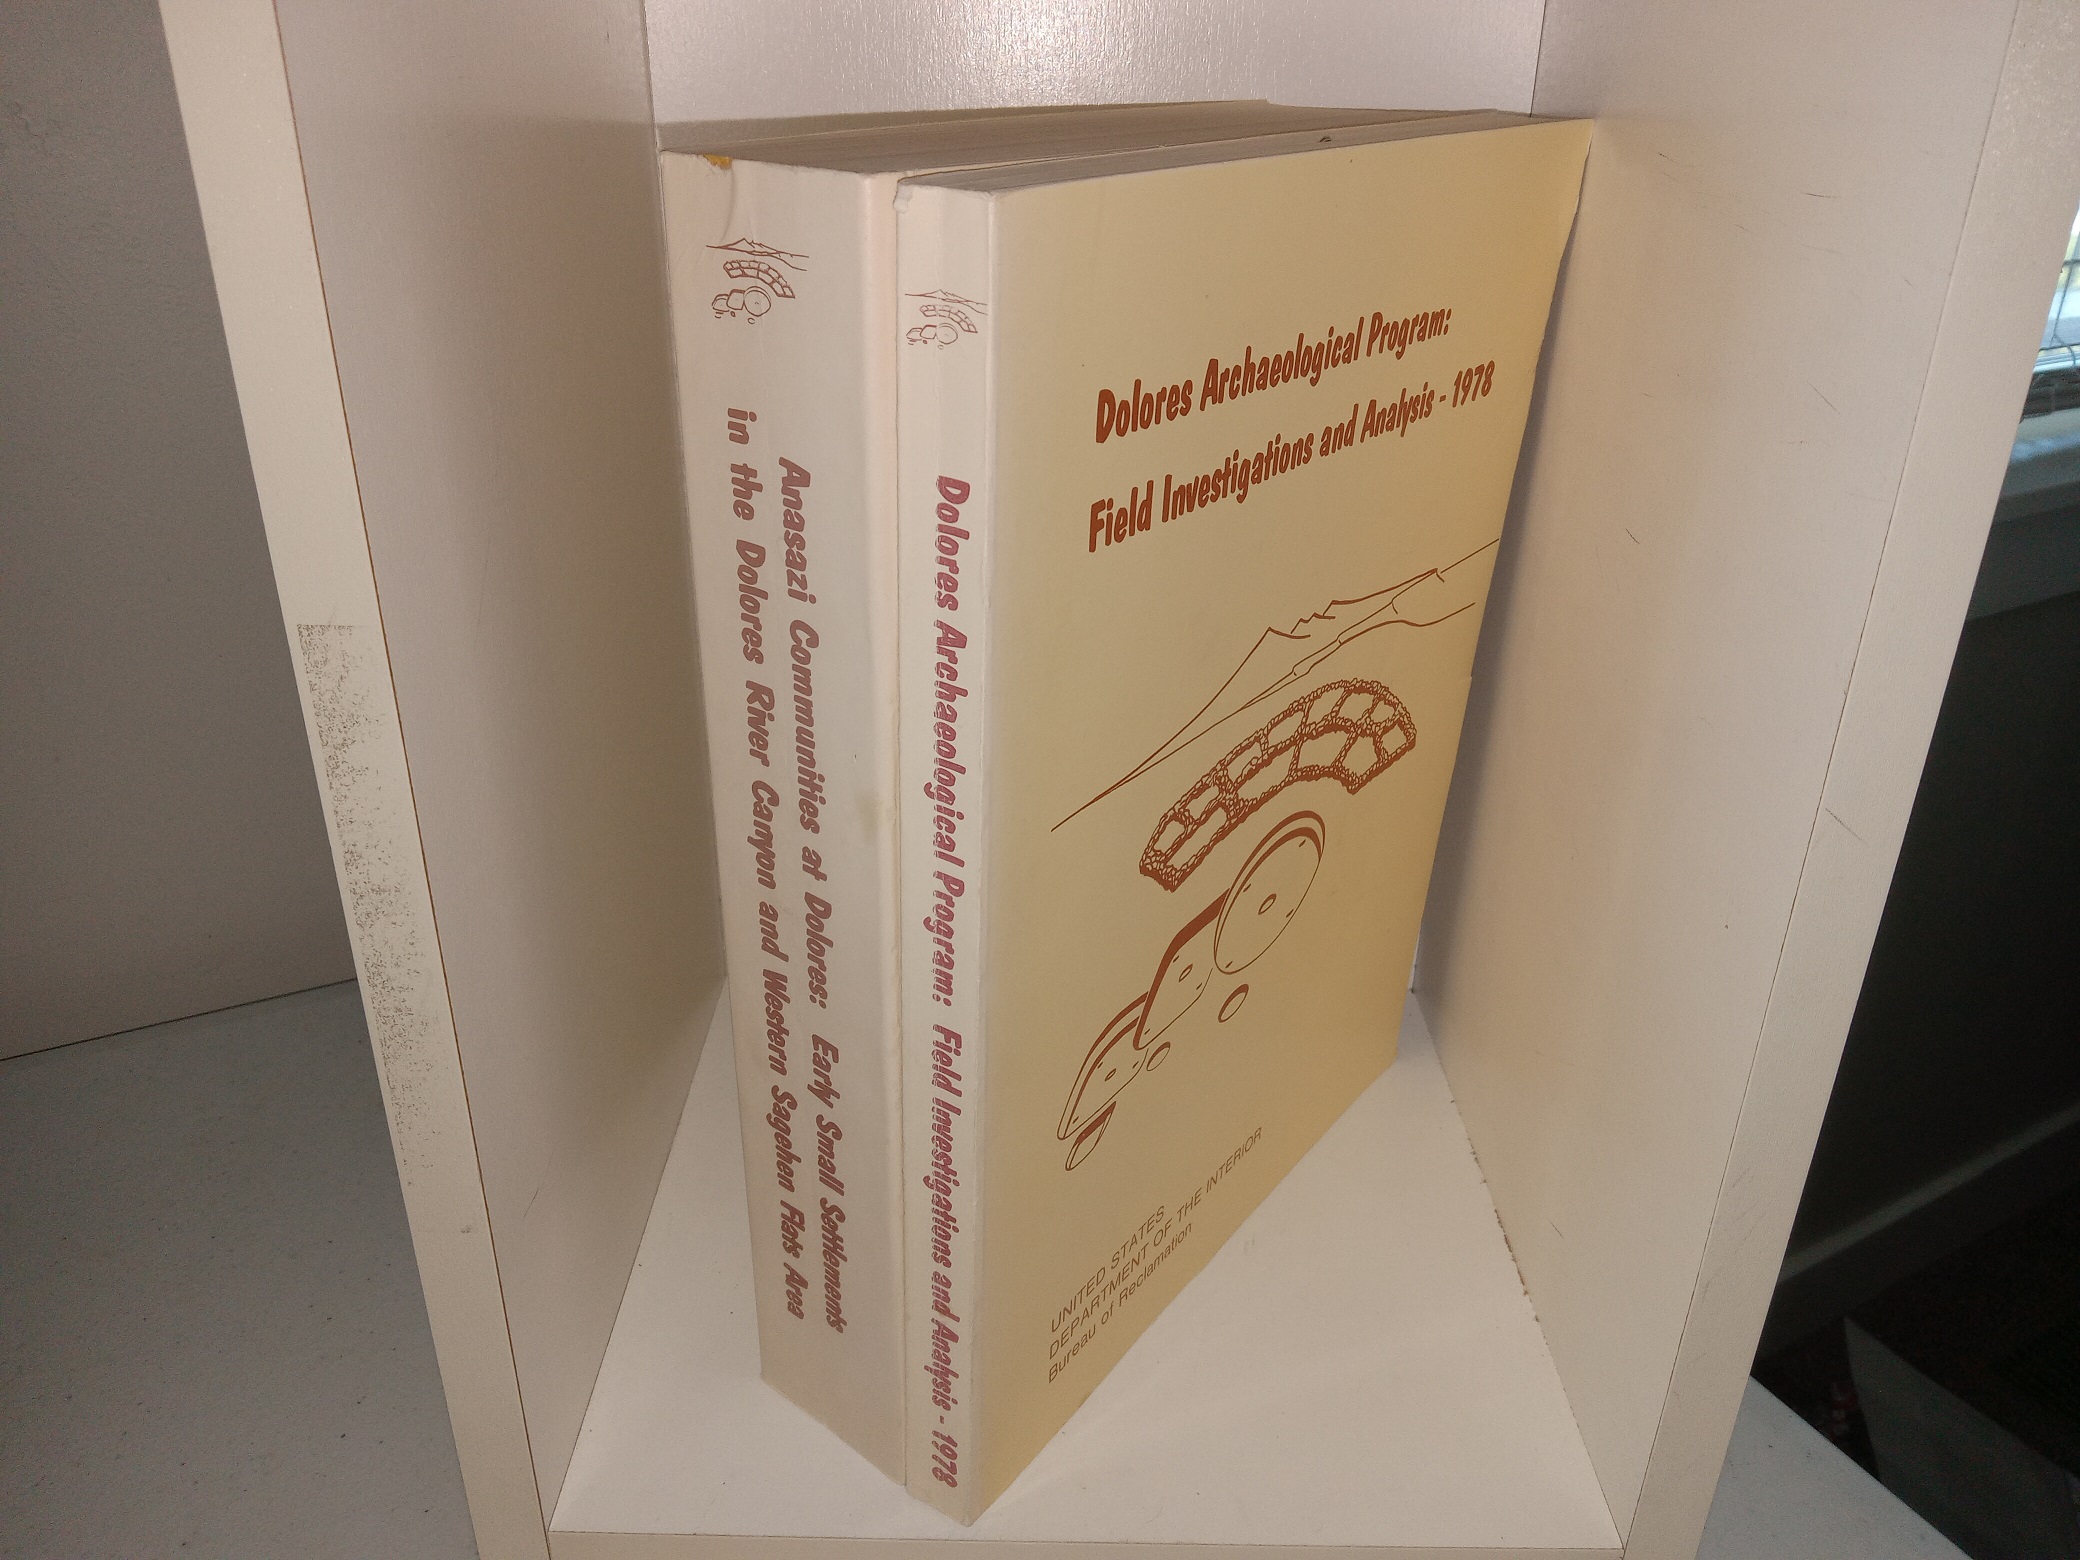 Anasazi Communities at Dolores: Early Small Settlements
in the Dolores River Canyon and Western Sagehen Flats Area
Dolores Archaeological Program: Field Investigations and Analysis - 1978
Dolores Archaeological Program:
Field Investigations and Analysis - 1978
UNITED STATES
DEPARTMENT OF THE INTERIOR
Bureau of Reclamation